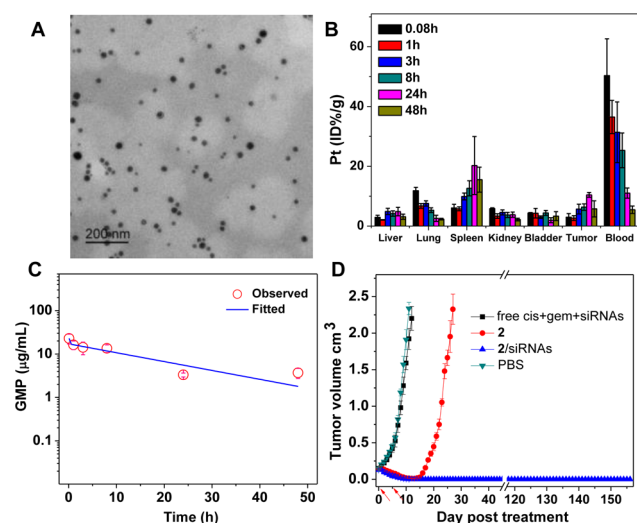 A
200 nm
B
Pt (ID%/g)
60
40
20
0
0.08h
1h
3h
8h
24h
48h
Liver Lung Spleen Kidney Bladder Tumor Blood
C
GMP (μg/mL)
100
10
1
0.1
Observed
Fitted
0 10 20 30 40 50
Time (h)
D
Tumor volume cm3
2.5
2.0
1.5
1.0
0.5
0.0
free cis+gem+siRNAs
2
2/siRNAs
PBS
0 10 20 30 40 120 130 140 150
Day post treatment